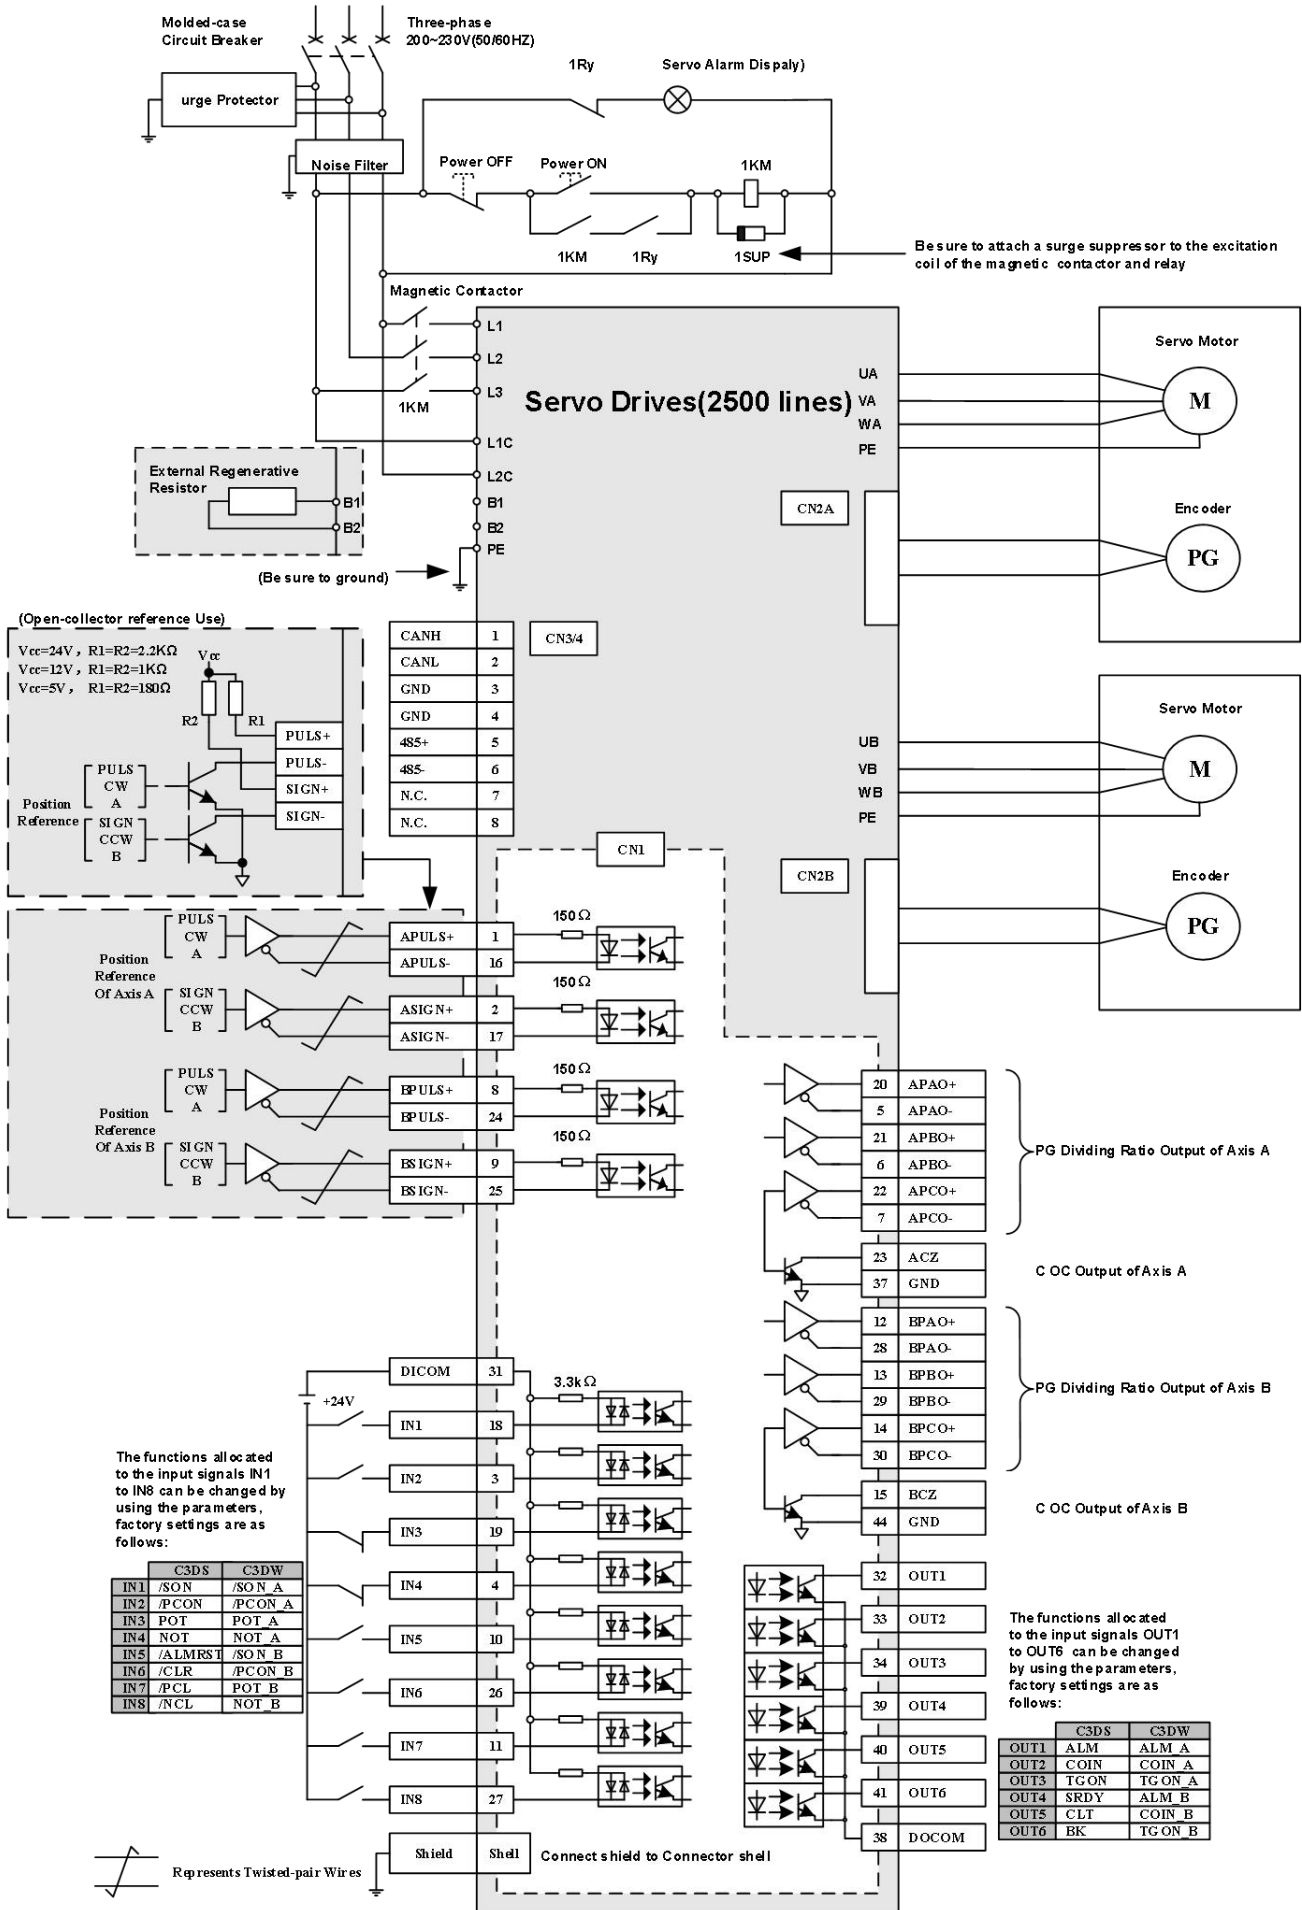 Molded-case
Circuit Breaker
Three-phase
200~230V(50/60HZ)
urge Protector
Noise Filter
1Ry
Servo Alarm Dispaly)
Power OFF
Power ON
1KM
1KM
1Ry
1SUP
Be sure to attach a surge suppressor to the excitation
coil of the magnetic contactor and relay
Magnetic Contactor
1KM
L1
L2
L3
L1C
L2C
B1
B2
PE
Servo Drives(2500 lines)
External Regenerative
Resistor
B1
B2
(Be sure to ground)
UA
VA
WA
PE
CN2A
Servo Motor
M
Encoder
PG
UB
VB
WB
PE
CN2B
Servo Motor
M
Encoder
PG
(Open-collector reference Use)
Vcc=24V， R1=R2=2.2KΩ
Vcc=12V， R1=R2=1KΩ
Vcc=5V， R1=R2=180Ω
Vcc
R2
R1
PULS+
PULS-
SIGN+
SIGN-
Position
Reference
PULS
CW
A
SIGN
CCW
B
CANH 1
CANL 2
GND 3
GND 4
485+ 5
485- 6
N.C. 7
N.C. 8
CN3/4
CN1
Position
Reference
Of Axis A
PULS
CW
A
SIGN
CCW
B
APULS+ 1
APULS- 16
ASIGN+ 2
ASIGN- 17
150Ω
150Ω
Position
Reference
Of Axis B
PULS
CW
A
SIGN
CCW
B
BPULS+ 8
BPULS- 24
BSIGN+ 9
BSIGN- 25
150Ω
150Ω
20 APAO+
5 APAO-
21 APBO+
6 APBO-
22 APCO+
7 APCO-
PG Dividing Ratio Output of Axis A
23 ACZ
37 GND
C OC Output of Axis A
12 BPAO+
28 BPAO-
13 BPBO+
29 BPBO-
14 BPCO+
30 BPCO-
PG Dividing Ratio Output of Axis B
15 BCZ
44 GND
C OC Output of Axis B
DICOM 31
+24V
3.3kΩ
IN1 18
IN2 3
IN3 19
IN4 4
IN5 10
IN6 26
IN7 11
IN8 27
Shield Shell
Connect shield to Connector shell
The functions allocated
to the input signals IN1
to IN8 can be changed by
using the parameters,
factory settings are as
follows:
C3DS C3DW
IN1 /SON /SON_A
IN2 /PCON /PCON_A
IN3 POT POT_A
IN4 NOT NOT_A
IN5 /ALMRST /SON_B
IN6 /CLR /PCON_B
IN7 /PCL POT_B
IN8 /NCL NOT_B
Represents Twisted-pair Wires
32 OUT1
33 OUT2
34 OUT3
39 OUT4
40 OUT5
41 OUT6
38 DOCOM
The functions allocated
to the input signals OUT1
to OUT6 can be changed
by using the parameters,
factory settings are as
follows:
C3DS C3DW
OUT1 ALM ALM_A
OUT2 COIN COIN_A
OUT3 TGON TGON_A
OUT4 SRDY ALM_B
OUT5 CLT COIN_B
OUT6 BK TGON_B